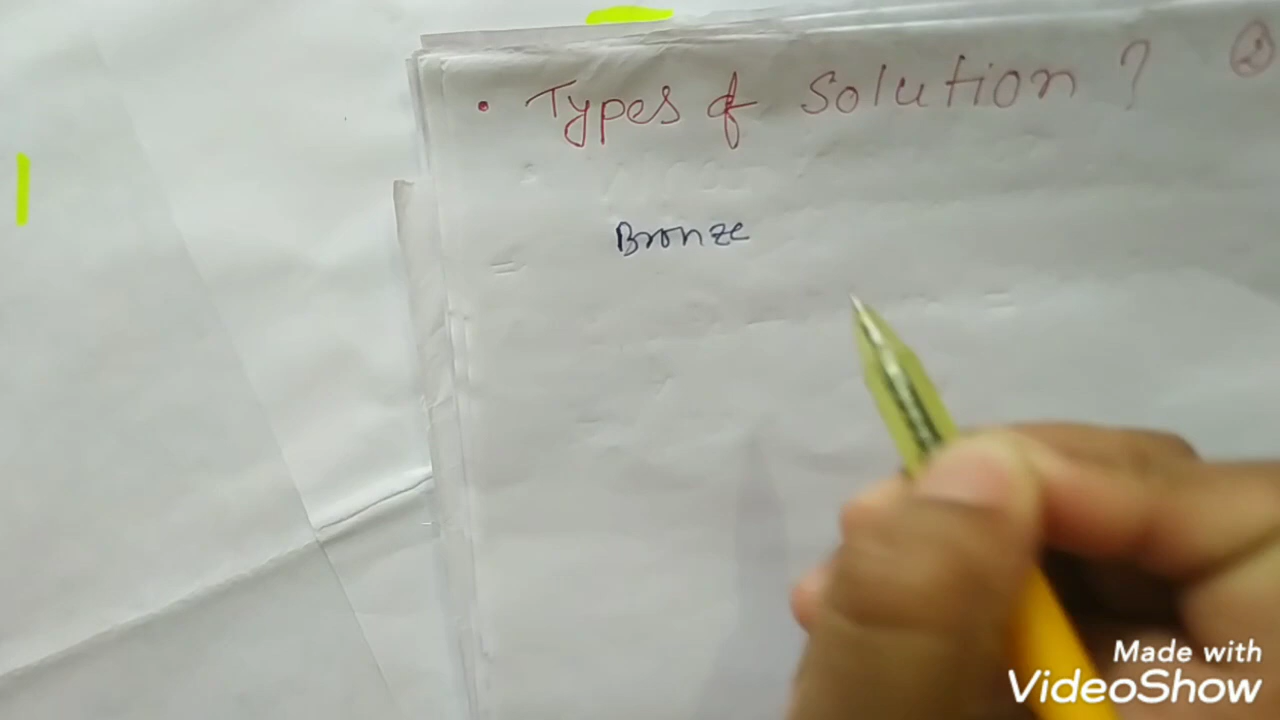 • Types of Solution ? ②
Bronze
=
Made with
VideoShow